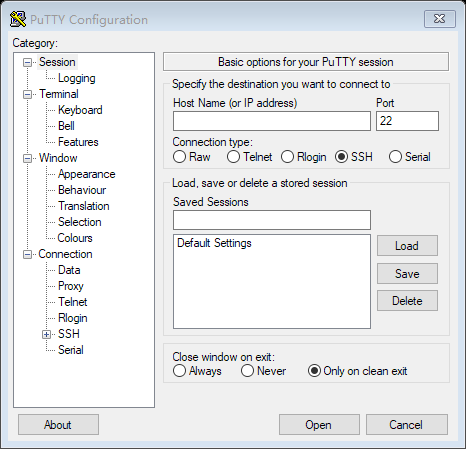 PuTTY Configuration
Category:
Session
Logging
Terminal
Keyboard
Bell
Features
Window
Appearance
Behaviour
Translation
Selection
Colours
Connection
Data
Proxy
Telnet
Rlogin
SSH
Serial
Basic options for your PuTTY session
Specify the destination you want to connect to
Host Name (or IP address) Port
22
Connection type:
Raw Telnet Rlogin SSH Serial
Load, save or delete a stored session
Saved Sessions
Default Settings
Load
Save
Delete
Close window on exit:
Always Never Only on clean exit
About Open Cancel